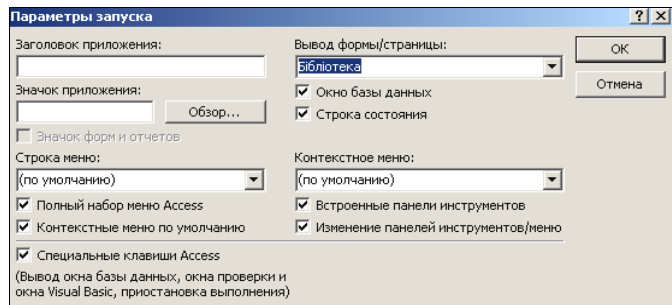 Параметры запуска
Заголовок приложения:
Вывод формы/страницы:
OK
Бібліотека
Отмена
Значок приложения:
Окно базы данных
Обзор...
Строка состояния
Значок форм и отчетов
Строка меню:
Контекстное меню:
(по умолчанию)
(по умолчанию)
Полный набор меню Access
Встроенные панели инструментов
Контекстные меню по умолчанию
Изменение панелей инструментов/меню
Специальные клавиши Access
(Вывод окна базы данных, окна проверки и
окна Visual Basic, приостановка выполнения)